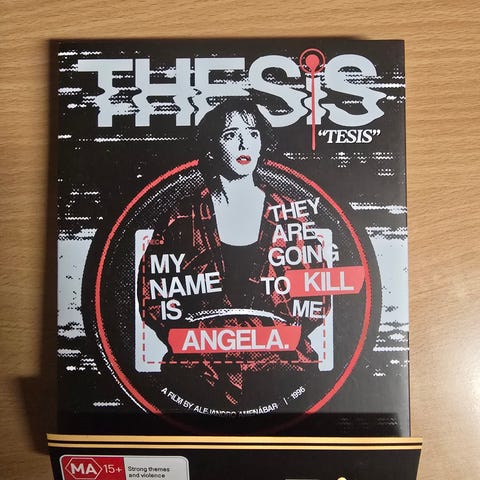 THESiS
"TESIS"
MY
NAME
IS
ANGELA.
THEY
ARE
GOING
TO KILL
ME
A FILM BY ALEJANDRO AMENÁBAR | 1996
MA 15+
Strong themes
and violence